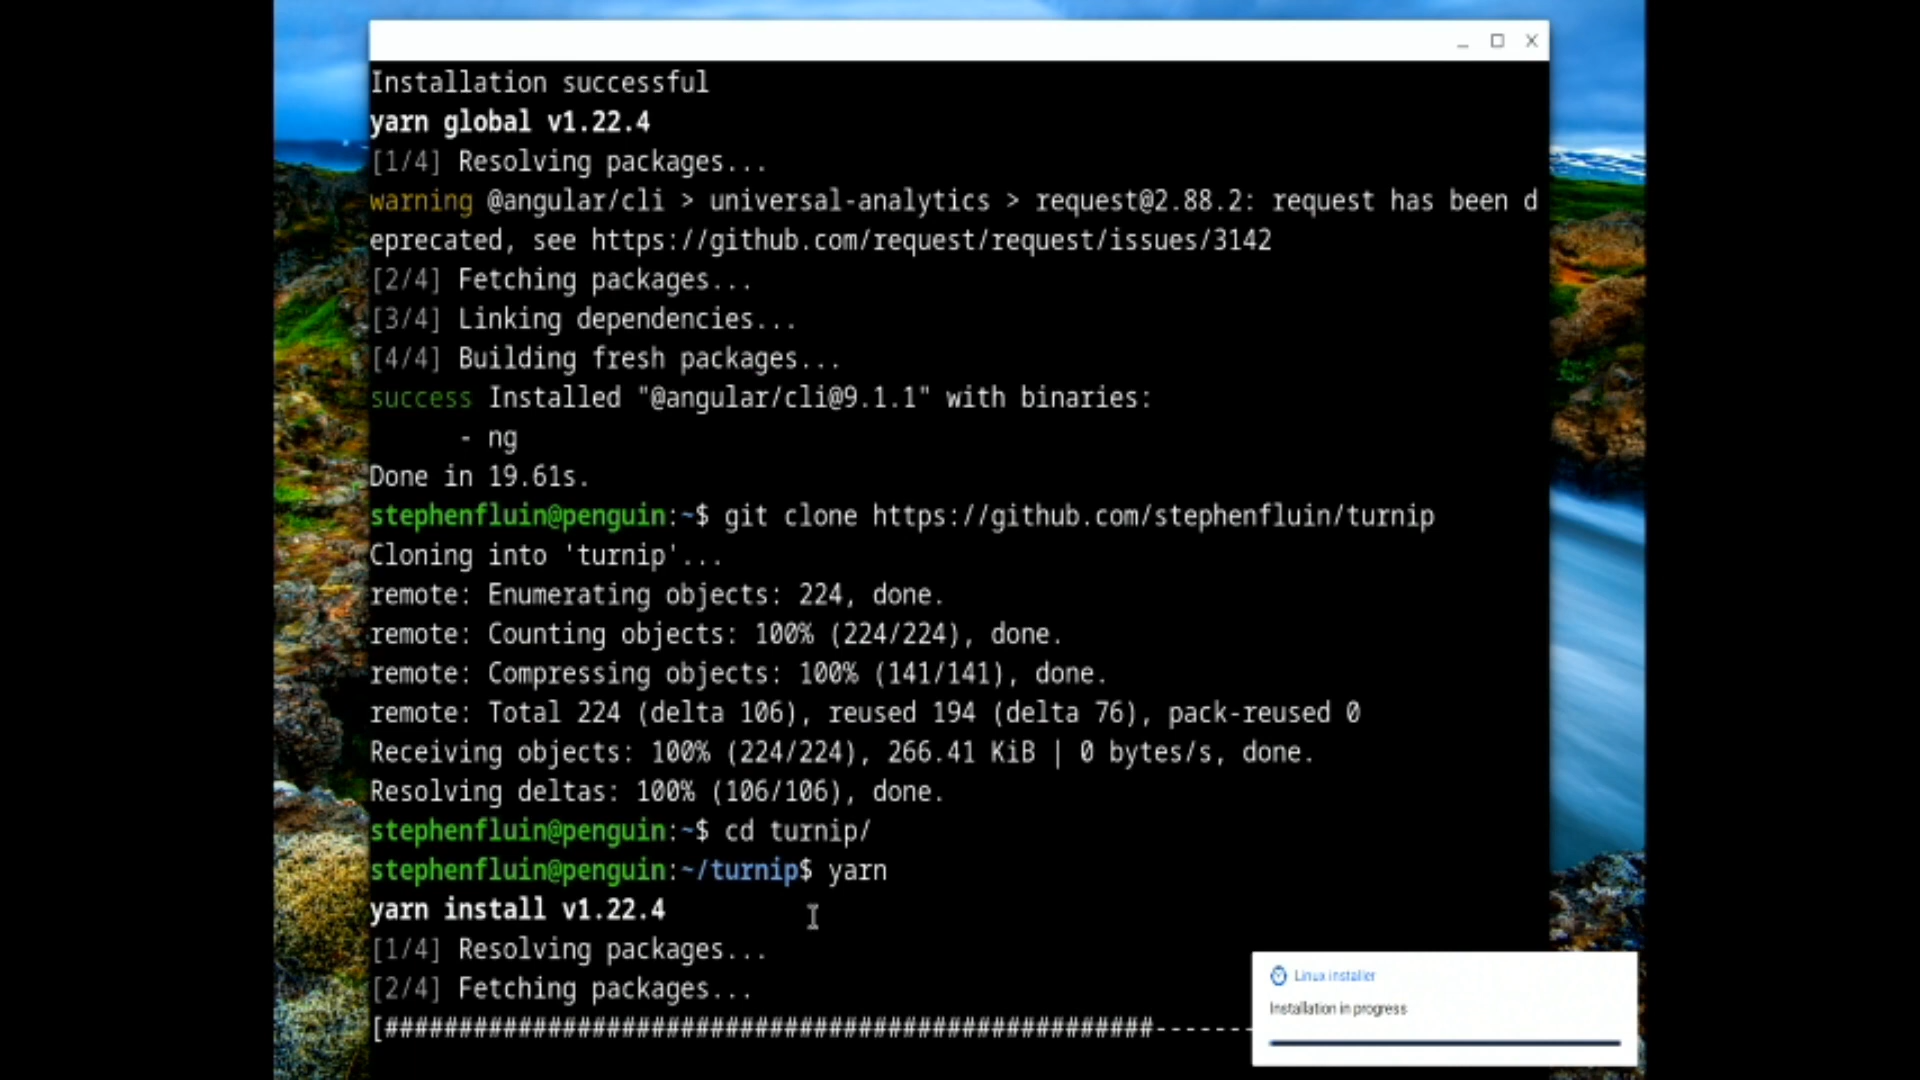 Installation successful
yarn global v1.22.4
[1/4] Resolving packages...
warning @angular/cli > universal-analytics > request@2.88.2: request has been d
eprecated, see https://github.com/request/request/issues/3142
[2/4] Fetching packages...
[3/4] Linking dependencies...
[4/4] Building fresh packages...
success Installed "@angular/cli@9.1.1" with binaries:
      - ng
Done in 19.61s.
stephenfluin@penguin:~$ git clone https://github.com/stephenfluin/turnip
Cloning into 'turnip'...
remote: Enumerating objects: 224, done.
remote: Counting objects: 100% (224/224), done.
remote: Compressing objects: 100% (141/141), done.
remote: Total 224 (delta 106), reused 194 (delta 76), pack-reused 0
Receiving objects: 100% (224/224), 266.41 KiB | 0 bytes/s, done.
Resolving deltas: 100% (106/106), done.
stephenfluin@penguin:~$ cd turnip/
stephenfluin@penguin:~/turnip$ yarn
yarn install v1.22.4
[1/4] Resolving packages...
[2/4] Fetching packages...
[####################################################-------
Linux installer
Installation in progress